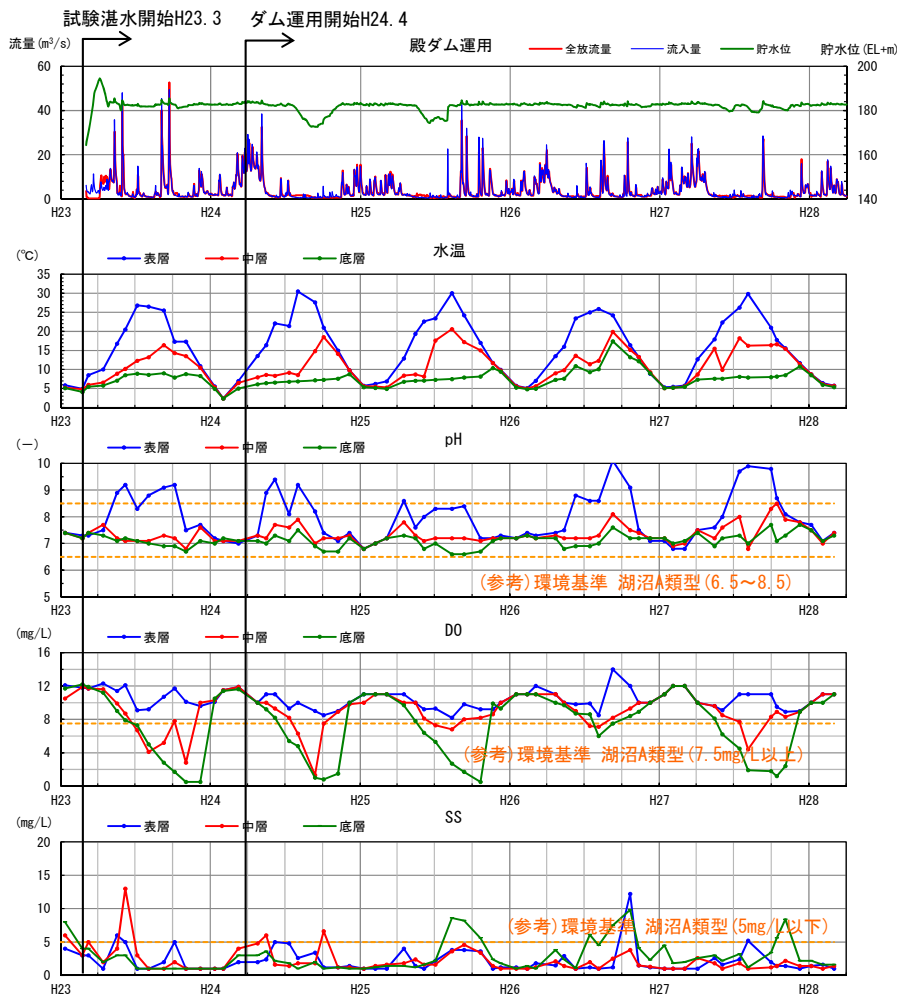 試験湛水開始H23.3 ダム運用開始H24.4
流量(m³/s) 殿ダム運用 全放流量 流入量 貯水位 貯水位(EL+m)
60 200
40 180
20 160
0 140
H23 H24 H25 H26 H27 H28
(℃) 表層 中層 底層 水温
35
30
25
20
15
10
5
0
H23 H24 H25 H26 H27 H28
(—) 表層 中層 底層 pH
10
9
8
7
6
5
(参考)環境基準 湖沼A類型(6.5～8.5)
H23 H24 H25 H26 H27 H28
(mg/L) 表層 中層 底層 DO
16
12
8
4
0
(参考)環境基準 湖沼A類型(7.5mg/L以上)
H23 H24 H25 H26 H27 H28
(mg/L) 表層 中層 底層 SS
20
15
10
5
0
(参考)環境基準 湖沼A類型(5mg/L以下)
H23 H24 H25 H26 H27 H28